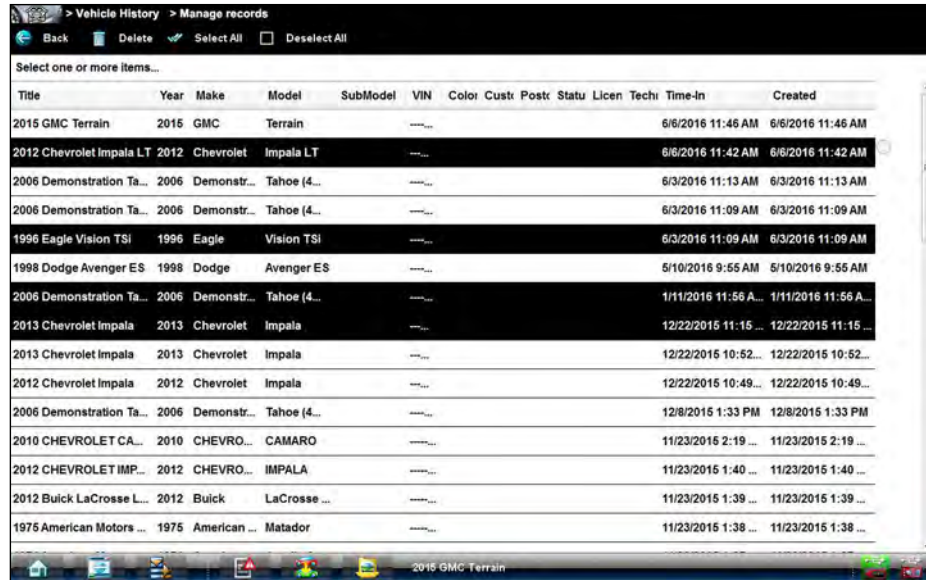 > Vehicle History > Manage records
Back Delete Select All Deselect All
Select one or more items...
Title Year Make Model SubModel VIN Color Custo Posto Statu Licen Techn Time-In Created
2015 GMC Terrain 2015 GMC Terrain ----... 6/6/2016 11:46 AM 6/6/2016 11:46 AM
2012 Chevrolet Impala LT 2012 Chevrolet Impala LT ---... 6/6/2016 11:42 AM 6/6/2016 11:42 AM
2006 Demonstration Ta... 2006 Demonstr... Tahoe (4... -----... 6/3/2016 11:13 AM 6/3/2016 11:13 AM
2006 Demonstration Ta... 2006 Demonstr... Tahoe (4... -----... 6/3/2016 11:09 AM 6/3/2016 11:09 AM
1996 Eagle Vision TSi 1996 Eagle Vision TSi -----... 6/3/2016 11:09 AM 6/3/2016 11:09 AM
1998 Dodge Avenger ES 1998 Dodge Avenger ES -----... 5/10/2016 9:55 AM 5/10/2016 9:55 AM
2006 Demonstration Ta... 2006 Demonstr... Tahoe (4... -----... 1/11/2016 11:56 A... 1/11/2016 11:56 A...
2013 Chevrolet Impala 2013 Chevrolet Impala ---... 12/22/2015 11:15 ... 12/22/2015 11:15 ...
2013 Chevrolet Impala 2013 Chevrolet Impala ---... 12/22/2015 10:52... 12/22/2015 10:52...
2012 Chevrolet Impala 2012 Chevrolet Impala ---... 12/22/2015 10:49... 12/22/2015 10:49...
2006 Demonstration Ta... 2006 Demonstr... Tahoe (4... -----... 12/8/2015 1:33 PM 12/8/2015 1:33 PM
2010 CHEVROLET CA... 2010 CHEVRO... CAMARO -----... 11/23/2015 2:19 ... 11/23/2015 2:19 ...
2012 CHEVROLET IMP... 2012 CHEVRO... IMPALA -----... 11/23/2015 1:40 ... 11/23/2015 1:40 ...
2012 Buick LaCrosse L... 2012 Buick LaCrosse ... -----... 11/23/2015 1:39 ... 11/23/2015 1:39 ...
1975 American Motors ... 1975 American ... Matador -----... 11/23/2015 1:38 ... 11/23/2015 1:38 ...
2015 GMC Terrain